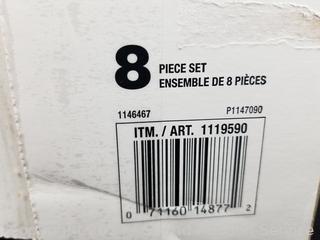 8 PIECE SET
ENSEMBLE DE 8 PIÈCES
1146467 P1147090
ITM. / ART. 1119590
0 71160 14877 2